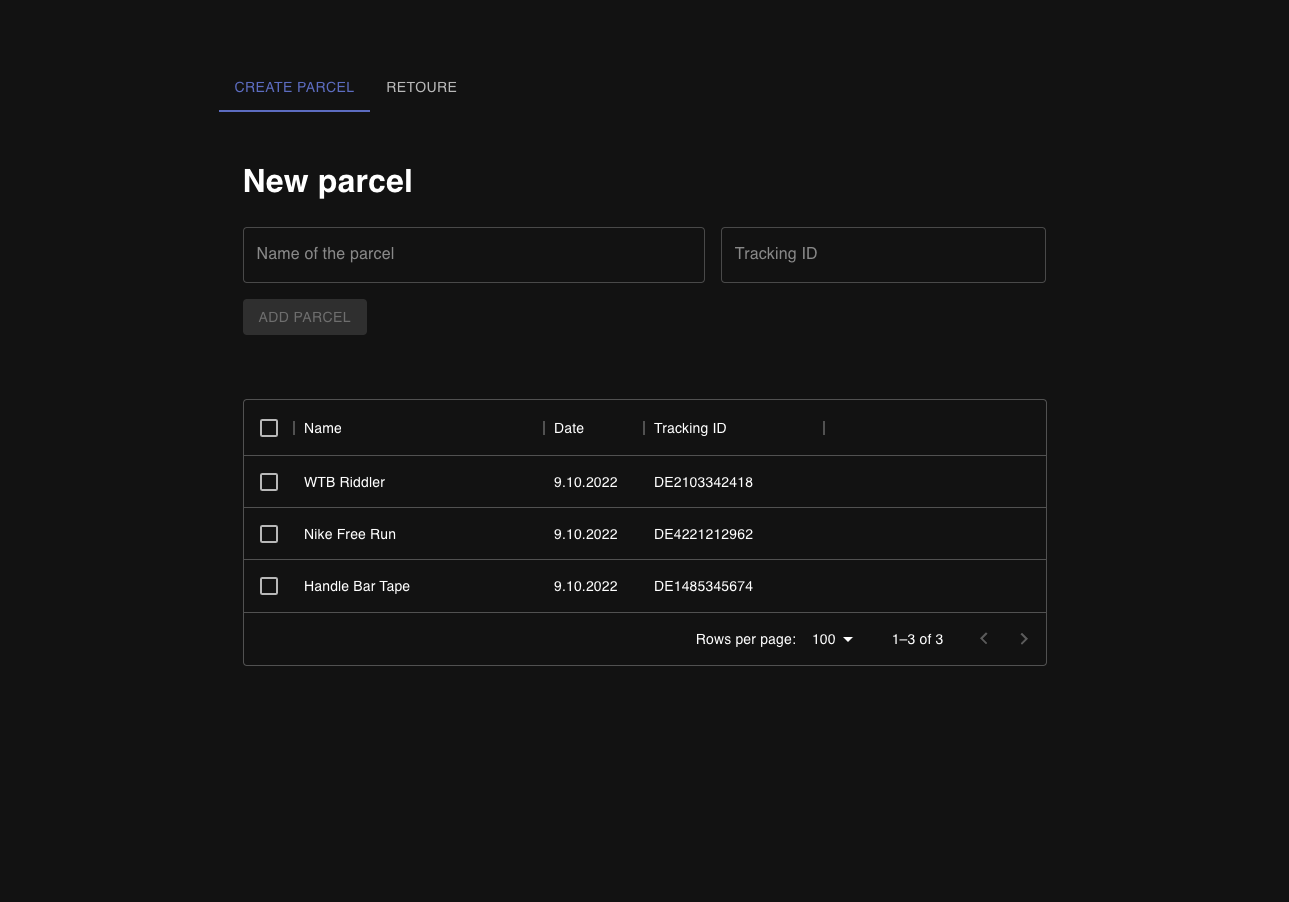 CREATE PARCEL RETOURE
New parcel
Name of the parcel Tracking ID
ADD PARCEL
Name Date Tracking ID
WTB Riddler 9.10.2022 DE2103342418
Nike Free Run 9.10.2022 DE4221212962
Handle Bar Tape 9.10.2022 DE1485345674
Rows per page: 100 1–3 of 3